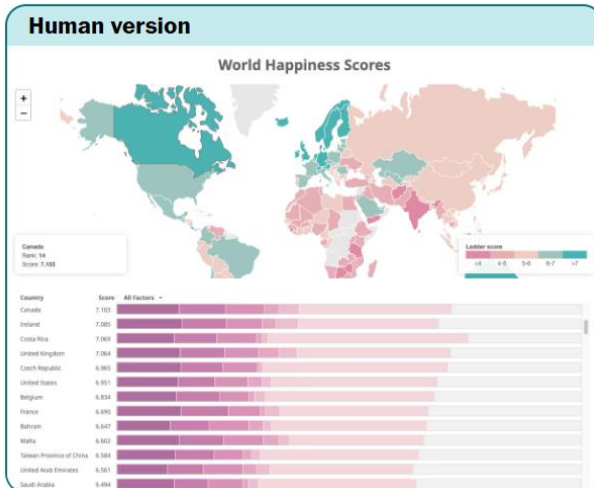 Human version
World Happiness Scores
+
−
Canada
Rank: 14
Score: 7.103
Ladder score
<4 4-5 5-6 6-7 >7
Country Score All Factors
Canada 7.103
Ireland 7.085
Costa Rica 7.069
United Kingdom 7.064
Czech Republic 6.965
United States 6.951
Belgium 6.834
France 6.690
Bahrain 6.647
Malta 6.602
Taiwan Province of China 6.584
United Arab Emirates 6.561
Saudi Arabia 6.494